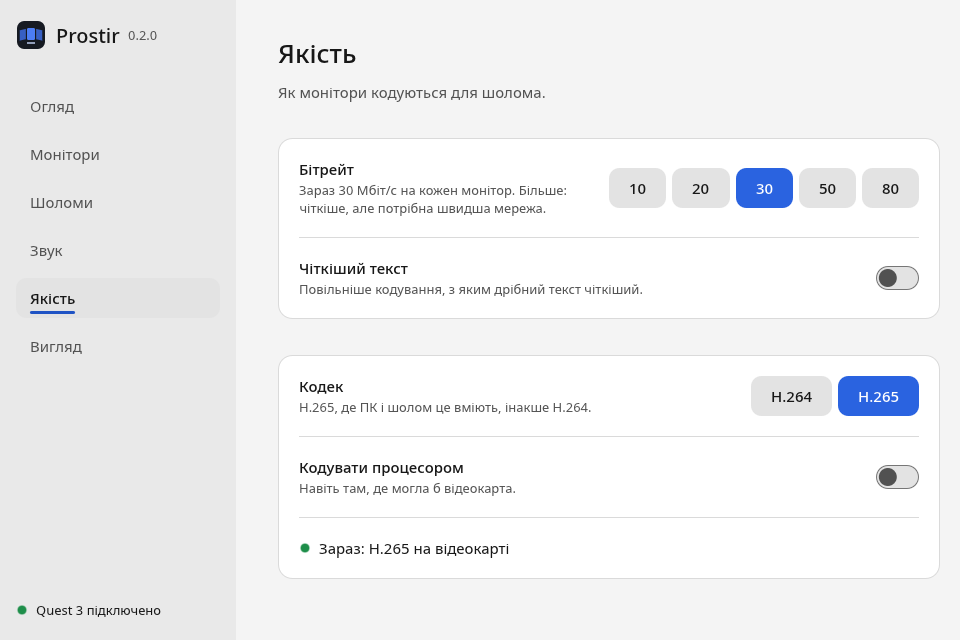 Prostir 0.2.0
Огляд
Монітори
Шоломи
Звук
Якість
Вигляд
Quest 3 підключено
Якість
Як монітори кодуються для шолома.
Бітрейт
Зараз 30 Мбіт/с на кожен монітор. Більше:
чіткіше, але потрібна швидша мережа.
10 20 30 50 80
Чіткіший текст
Повільніше кодування, з яким дрібний текст чіткіший.
Кодек
H.265, де ПК і шолом це вміють, інакше H.264.
H.264 H.265
Кодувати процесором
Навіть там, де могла б відеокарта.
Зараз: H.265 на відеокарті